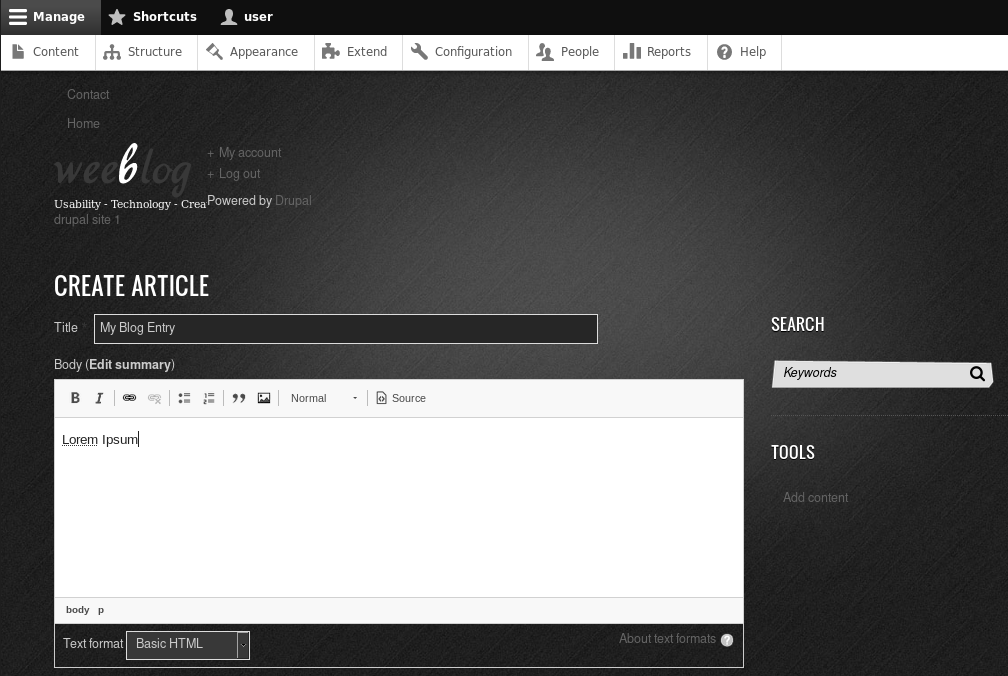 Manage Shortcuts user
Content Structure Appearance Extend Configuration People Reports Help
Contact
Home
weeblog
+ My account
+ Log out
Usability - Technology - Crea
Powered by Drupal
drupal site 1
CREATE ARTICLE
Title My Blog Entry
Body (Edit summary)
B I Normal Source
Lorem Ipsum
body p
Text format Basic HTML
About text formats ?
SEARCH
Keywords
TOOLS
Add content